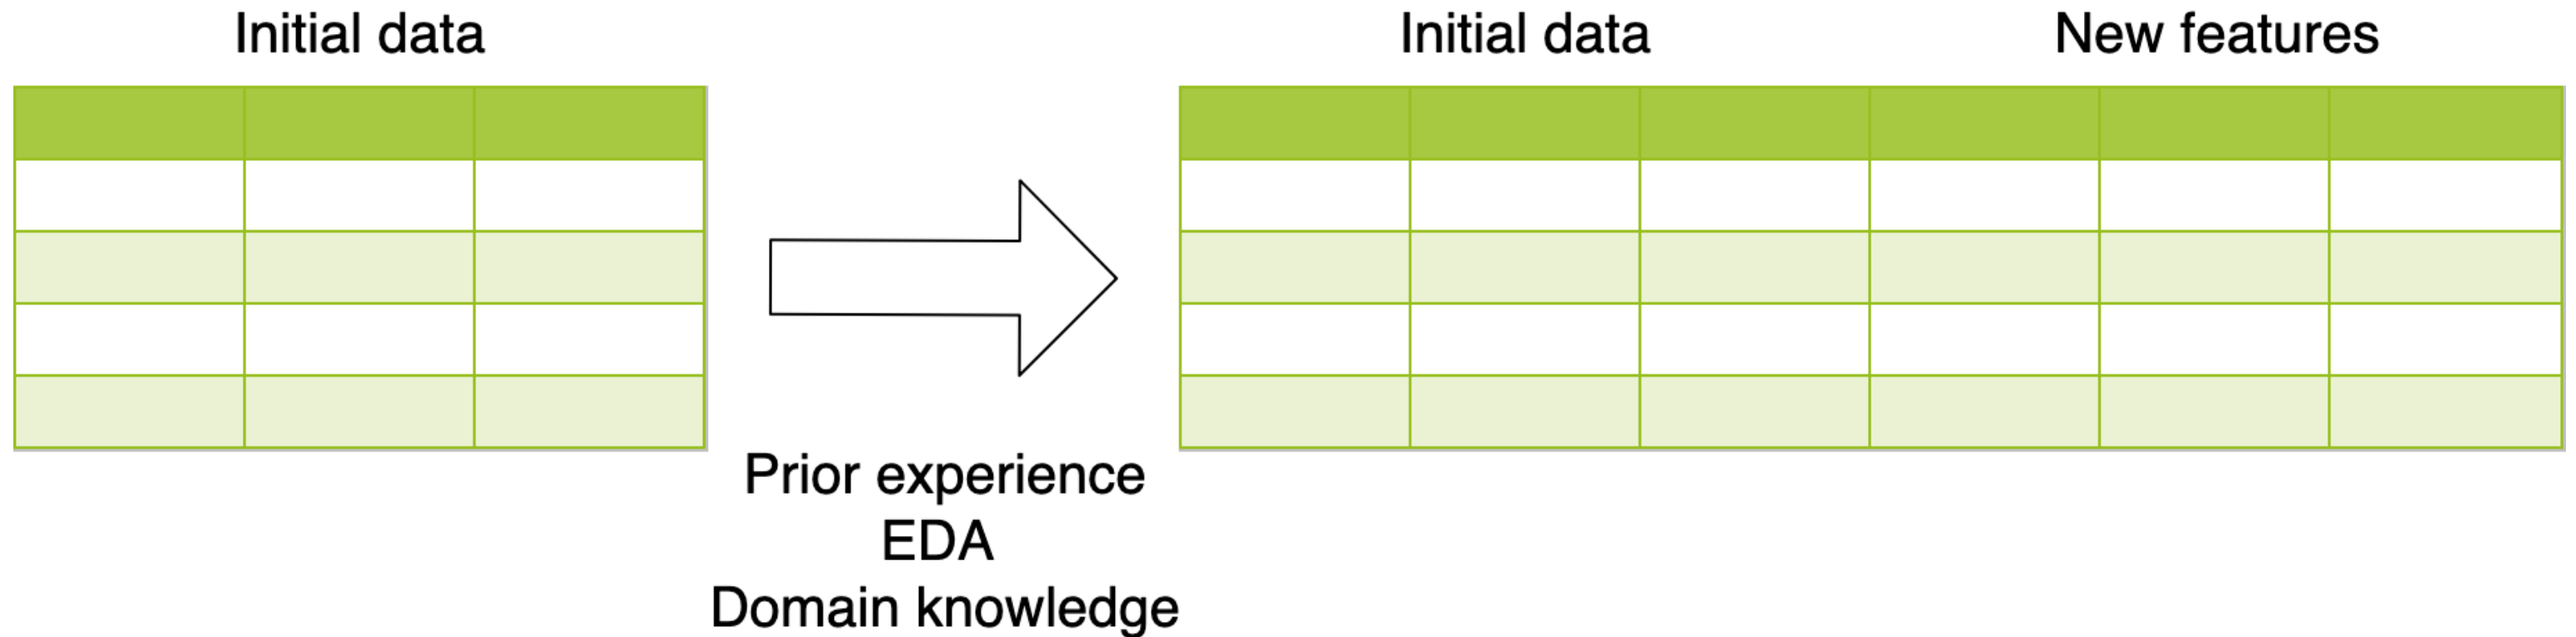 Initial data
Initial data
New features
Prior experience
EDA
Domain knowledge